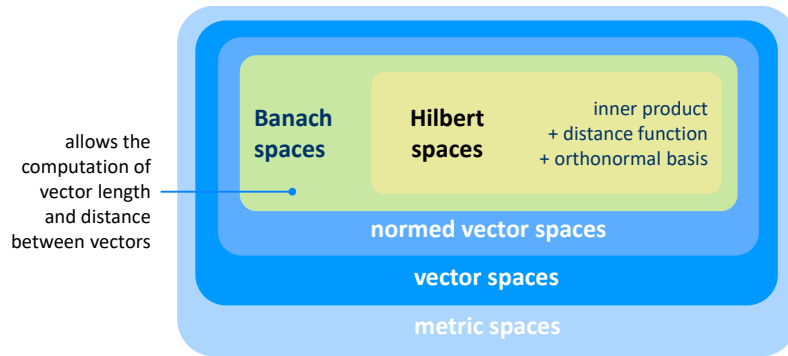 allows the
computation of
vector length
and distance
between vectors
Banach
spaces
Hilbert
spaces
inner product
+ distance function
+ orthonormal basis
normed vector spaces
vector spaces
metric spaces